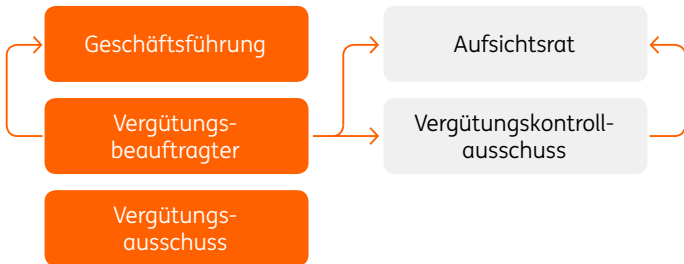 Geschäftsführung
Aufsichtsrat
Vergütungs-
beauftragter
Vergütungskontroll-
ausschuss
Vergütungs-
ausschuss